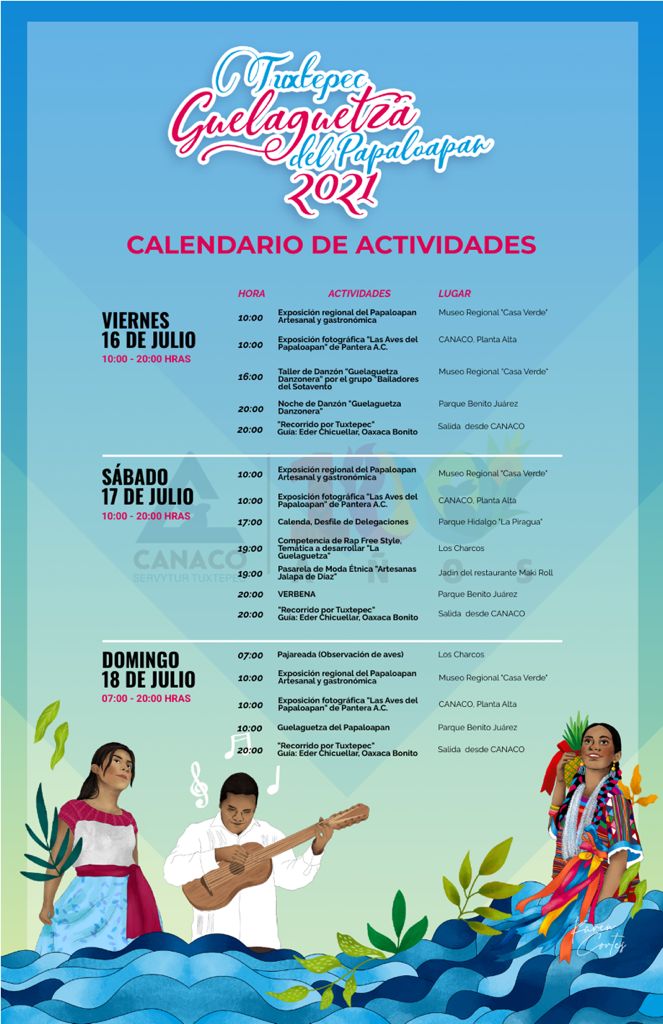 Tuxtepec
Guelaguetza
del Papaloapan
2021
CALENDARIO DE ACTIVIDADES
HORA ACTIVIDADES LUGAR
VIERNES
16 DE JULIO
10:00 - 20:00 HRAS
10:00 Exposición regional del Papaloapan Museo Regional "Casa Verde"
Artesanal y gastronómica
10:00 Exposición fotográfica "Las Aves del CANACO, Planta Alta
Papaloapan" de Pantera A.C.
16:00 Taller de Danzón "Guelaguetza Museo Regional "Casa Verde"
Danzonera" por el grupo "Bailadores
del Sotavento
20:00 Noche de Danzón "Guelaguetza Parque Benito Juárez
Danzonera"
20:00 "Recorrido por Tuxtepec" Salida desde CANACO
Guía: Eder Chicuellar, Oaxaca Bonito
SÁBADO
17 DE JULIO
10:00 - 20:00 HRAS
10:00 Exposición regional del Papaloapan Museo Regional "Casa Verde"
Artesanal y gastronómica
10:00 Exposición fotográfica "Las Aves del CANACO, Planta Alta
Papaloapan" de Pantera A.C.
17:00 Calenda, Desfile de Delegaciones Parque Hidalgo "La Piragua"
19:00 Competencia de Rap Free Style, Los Charcos
Temática a desarrollar "La
Guelaguetza"
19:00 Pasarela de Moda Étnica "Artesanas Jadin del restaurante Maki Roll
Jalapa de Díaz"
20:00 VERBENA Parque Benito Juárez
20:00 "Recorrido por Tuxtepec" Salida desde CANACO
Guía: Eder Chicuellar, Oaxaca Bonito
CANACO
SERVYTUR TUXTEPEC
AÑOS
DOMINGO
18 DE JULIO
07:00 - 20:00 HRAS
07:00 Pajareada (Observación de aves) Los Charcos
10:00 Exposición regional del Papaloapan Museo Regional "Casa Verde"
Artesanal y gastronómica
10:00 Exposición fotográfica "Las Aves del CANACO, Planta Alta
Papaloapan" de Pantera A.C.
10:00 Guelaguetza del Papaloapan Parque Benito Juárez
20:00 "Recorrido por Tuxtepec" Salida desde CANACO
Guía: Eder Chicuellar, Oaxaca Bonito
Karen
Cortes